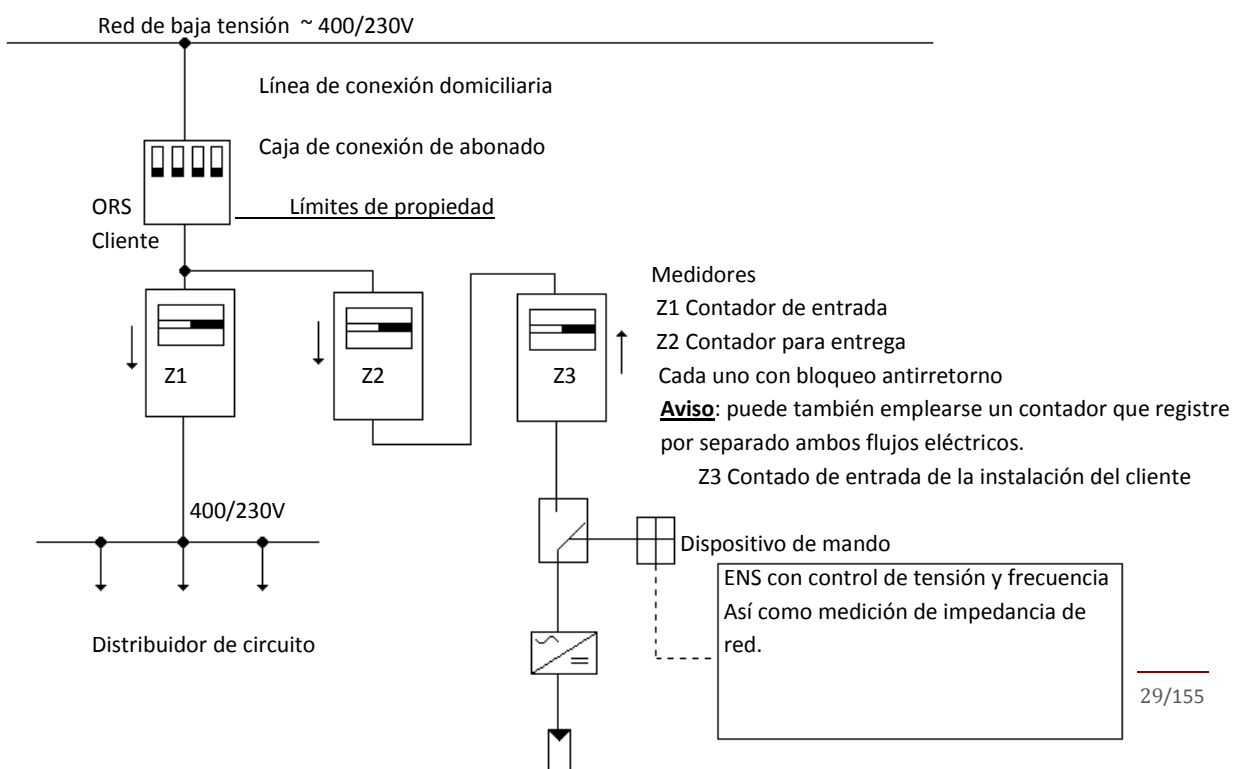 Red de baja tensión ~ 400/230V
Línea de conexión domiciliaria
Caja de conexión de abonado
ORS
Límites de propiedad
Cliente
Medidores
Z1 Contador de entrada
Z2 Contador para entrega
Cada uno con bloqueo antirretorno
Aviso: puede también emplearse un contador que registre
por separado ambos flujos eléctricos.
Z3 Contado de entrada de la instalación del cliente
Z1
Z2
Z3
400/230V
Dispositivo de mando
ENS con control de tensión y frecuencia
Así como medición de impedancia de
red.
Distribuidor de circuito
29/155